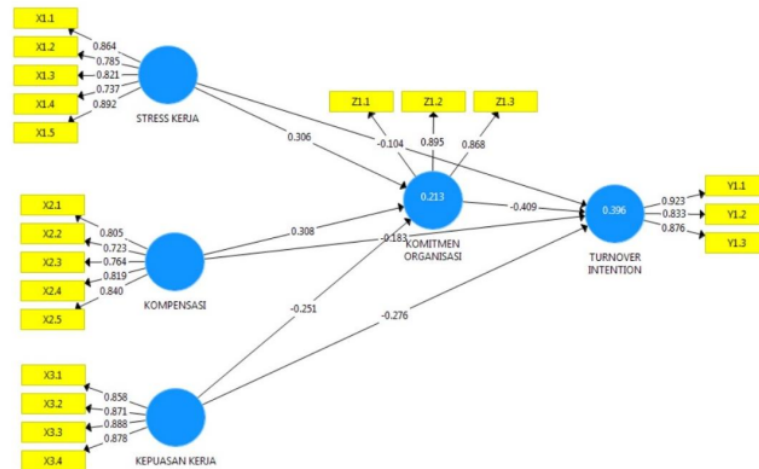 X1.1
X1.2
X1.3
X1.4
X1.5
0.864
0.785
0.821
0.737
0.892
STRESS KERJA
0.306
Z1.1
Z1.2
Z1.3
-0.104
0.895
0.868
0.213
KOMITMEN
ORGANISASI
X2.1
X2.2
X2.3
X2.4
X2.5
0.805
0.723
0.764
0.819
0.840
KOMPENSASI
0.308
-0.183
-0.409
0.396
TURNOVER
INTENTION
0.923
0.833
0.876
Y1.1
Y1.2
Y1.3
-0.251
-0.276
X3.1
X3.2
X3.3
X3.4
0.858
0.871
0.888
0.878
KEPUASAN KERJA